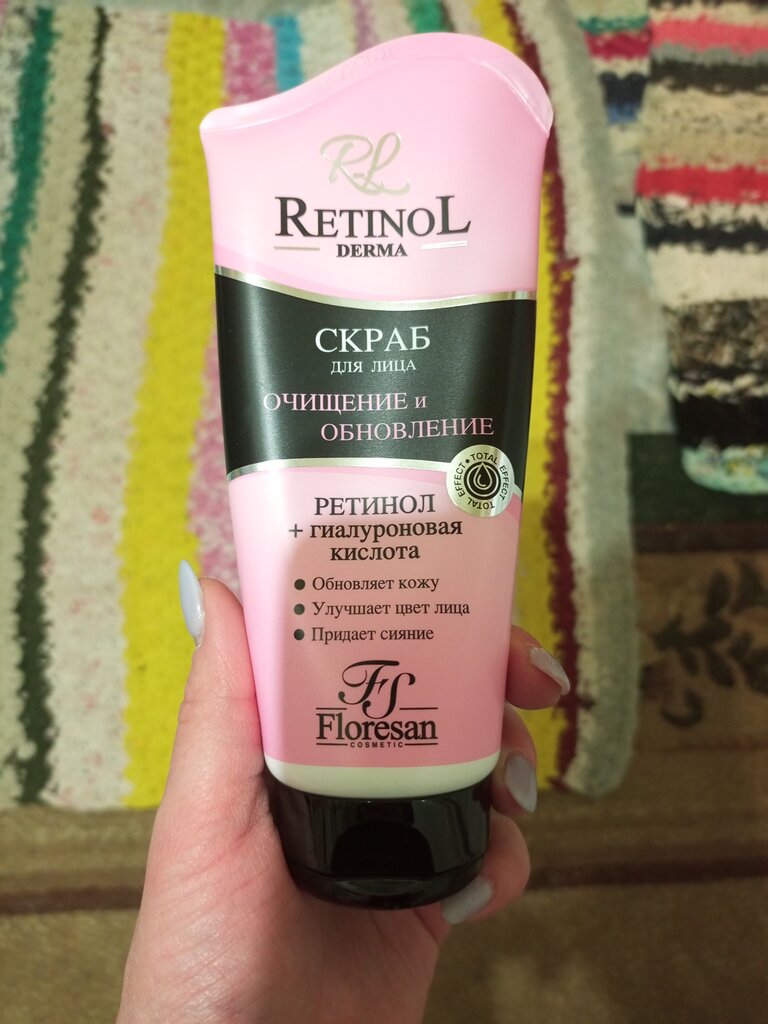 RL
RETINOL
DERMA
СКРАБ
ДЛЯ ЛИЦА
ОЧИЩЕНИЕ и
ОБНОВЛЕНИЕ
TOTAL EFFECT • TOTAL EFFECT
РЕТИНОЛ
+ гиалуроновая
кислота
● Обновляет кожу
● Улучшает цвет лица
● Придает сияние
FS
Floresan
COSMETIC